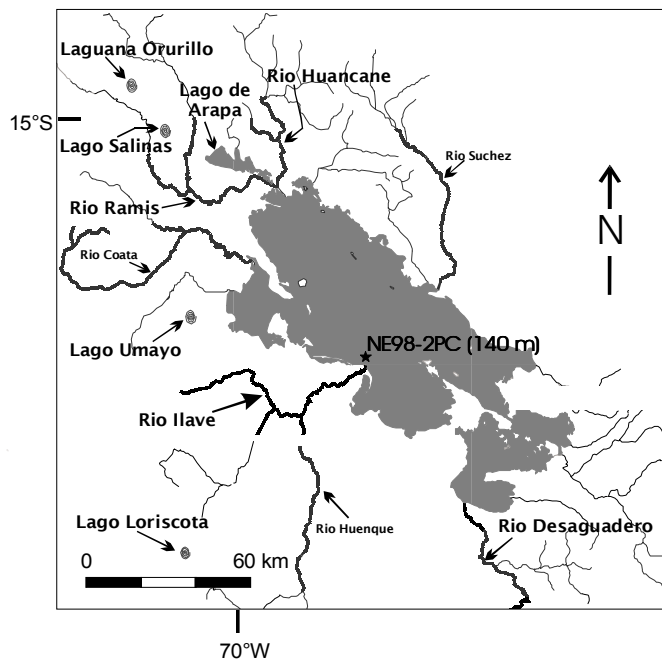 Laguana Orurillo
Rio Huancane
Lago de
Arapa
15°S
Lago Salinas
Rio Suchez
Rio Ramis
N
Rio Coata
Lago Umayo
NE98-2PC (140 m)
Rio Ilave
Lago Loriscota
Rio Huenque
Rio Desaguadero
0
60 km
70°W